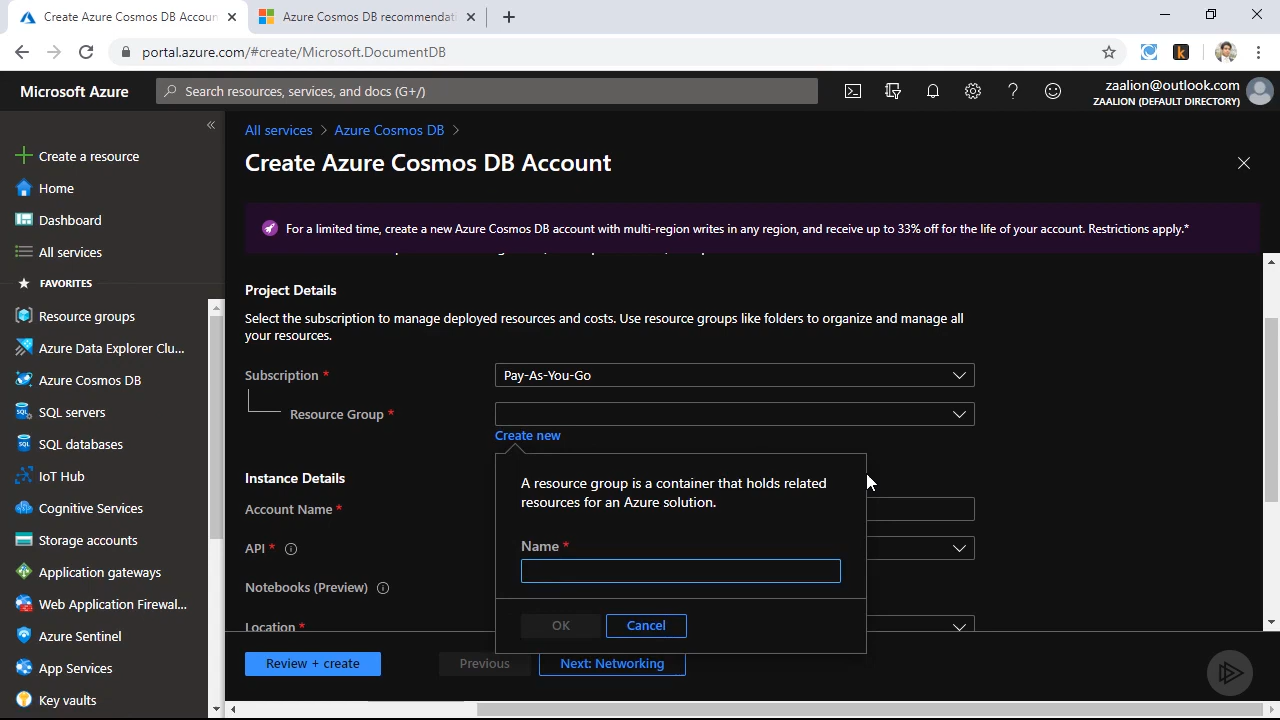 Create Azure Cosmos DB Accoun
Azure Cosmos DB recommendati
portal.azure.com/#create/Microsoft.DocumentDB
Microsoft Azure
Search resources, services, and docs (G+/)
zaalion@outlook.com
ZAALION (DEFAULT DIRECTORY)
Create a resource
Home
Dashboard
All services
FAVORITES
Resource groups
Azure Data Explorer Clu...
Azure Cosmos DB
SQL servers
SQL databases
IoT Hub
Cognitive Services
Storage accounts
Application gateways
Web Application Firewal...
Azure Sentinel
App Services
Key vaults
All services > Azure Cosmos DB >
Create Azure Cosmos DB Account
For a limited time, create a new Azure Cosmos DB account with multi-region writes in any region, and receive up to 33% off for the life of your account. Restrictions apply.*
Project Details
Select the subscription to manage deployed resources and costs. Use resource groups like folders to organize and manage all
your resources.
Subscription *
Pay-As-You-Go
Resource Group *
Create new
A resource group is a container that holds related
resources for an Azure solution.
Name *
OK
Cancel
Instance Details
Account Name *
API *
Notebooks (Preview)
Location *
Review + create
Previous
Next: Networking